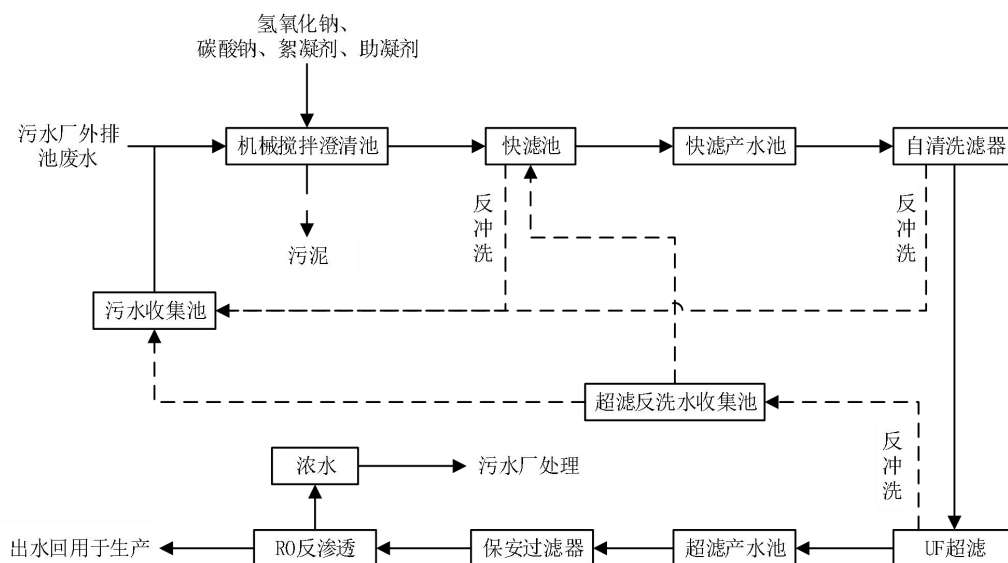 氢氧化钠、
碳酸钠、絮凝剂、助凝剂
污水厂外排
池废水
机械搅拌澄清池
快滤池
快滤产水池
自清洗滤器
反
冲
洗
反
冲
洗
污泥
污水收集池
超滤反洗水收集池
反
冲
洗
浓水
污水厂处理
出水回用于生产
RO反渗透
保安过滤器
超滤产水池
UF超滤